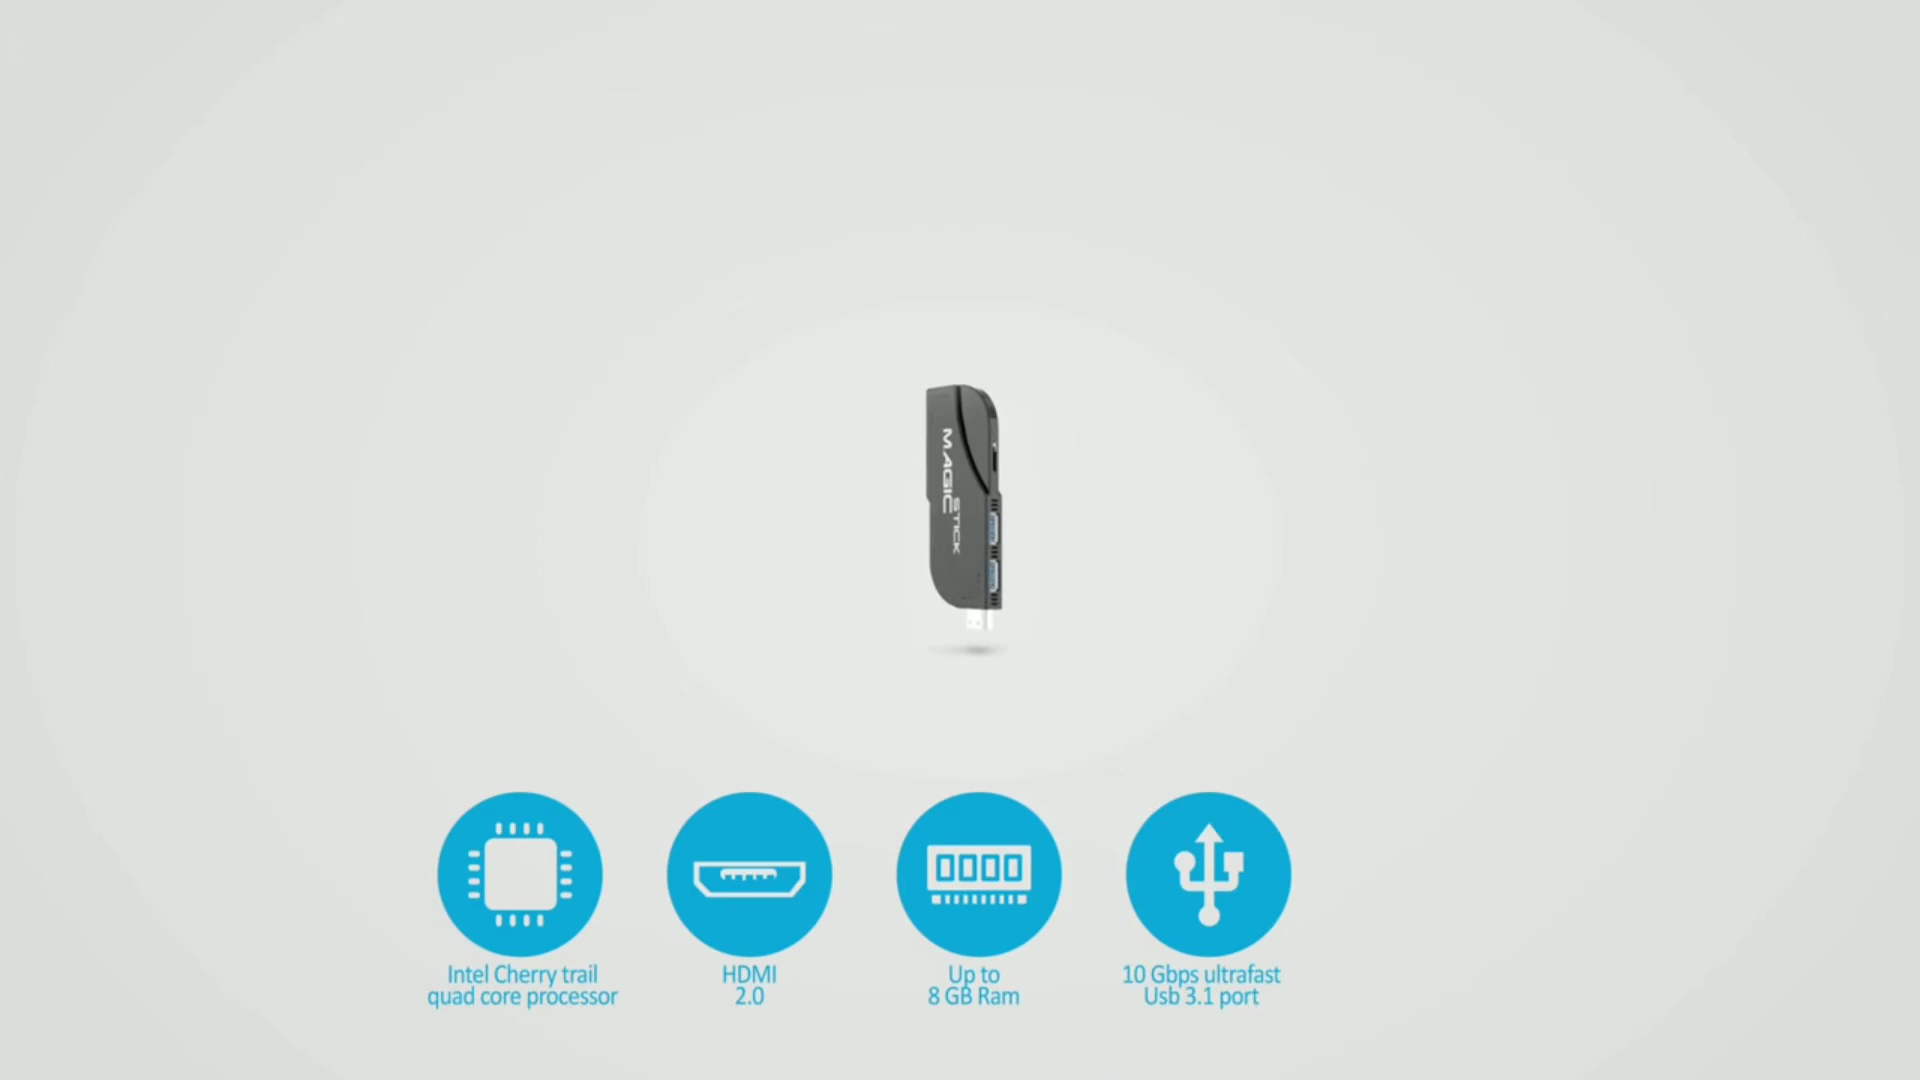 MAGIC
STICK
Intel Cherry trail
quad core processor
HDMI
2.0
Up to
8 GB Ram
10 Gbps ultrafast
Usb 3.1 port